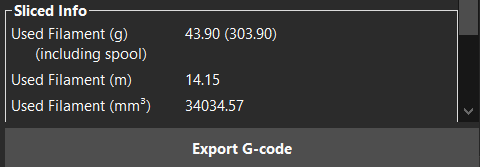 Sliced Info
Used Filament (g) 43.90 (303.90)
(including spool)
Used Filament (m) 14.15
Used Filament (mm³) 34034.57
Export G-code